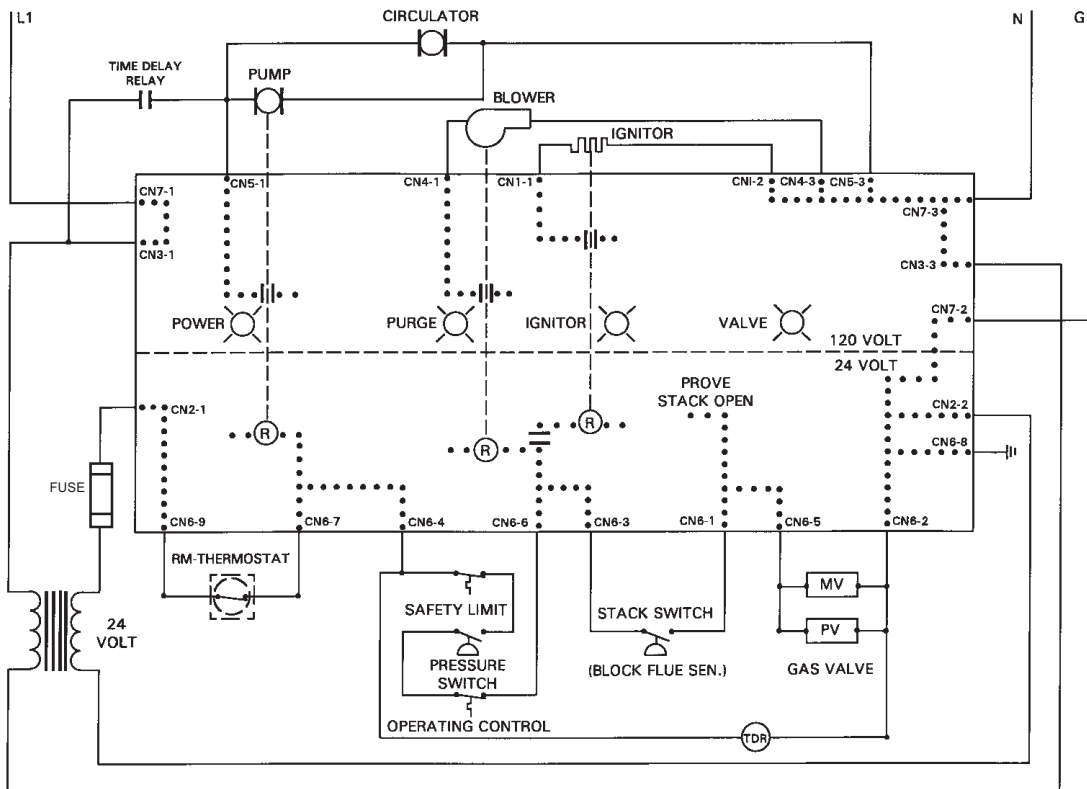 L1
CIRCULATOR
N
G
TIME DELAY
RELAY
PUMP
BLOWER
IGNITOR
CN7-1
CN5-1
CN4-1
CN1-1
CNI-2
CN4-3
CN5-3
CN7-3
CN3-1
CN3-3
POWER
PURGE
IGNITOR
VALVE
CN7-2
120 VOLT
24 VOLT
PROVE
STACK OPEN
CN2-1
CN2-2
R
R
R
CN6-8
FUSE
CN6-9
CN6-7
CN6-4
CN6-6
CN6-3
CN6-1
CN6-5
CN6-2
RM-THERMOSTAT
SAFETY LIMIT
STACK SWITCH
MV
24
VOLT
PV
PRESSURE
SWITCH
(BLOCK FLUE SEN.)
GAS VALVE
OPERATING CONTROL
TDR